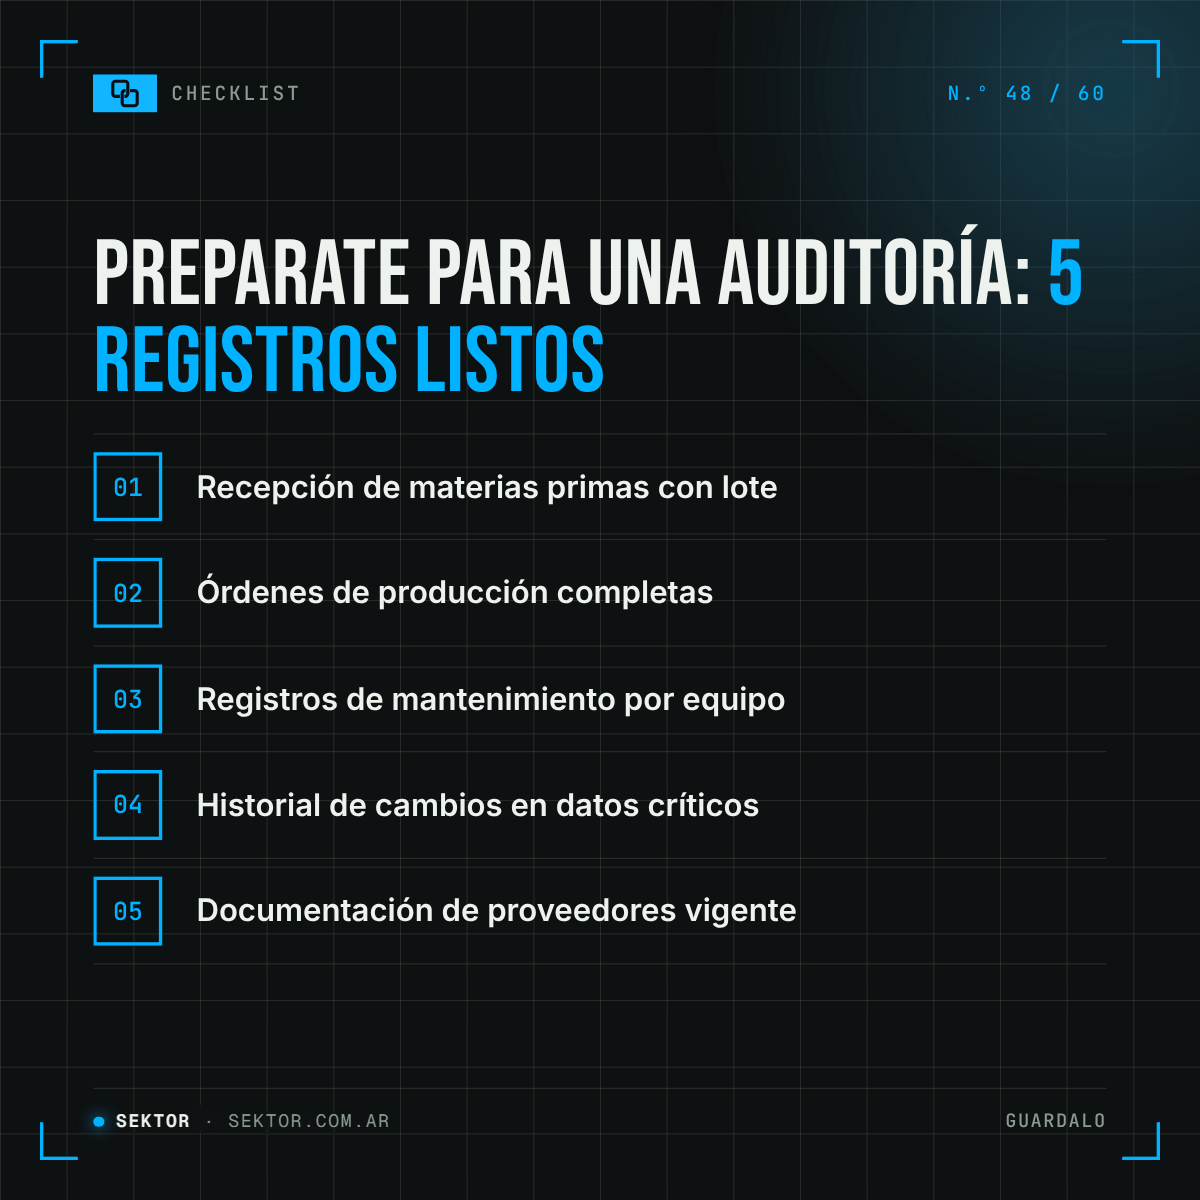 CHECKLIST
N.° 48 / 60
PREPARATE PARA UNA AUDITORÍA: 5
REGISTROS LISTOS
01 Recepción de materias primas con lote
02 Órdenes de producción completas
03 Registros de mantenimiento por equipo
04 Historial de cambios en datos críticos
05 Documentación de proveedores vigente
SEKTOR · SEKTOR.COM.AR
GUARDALO